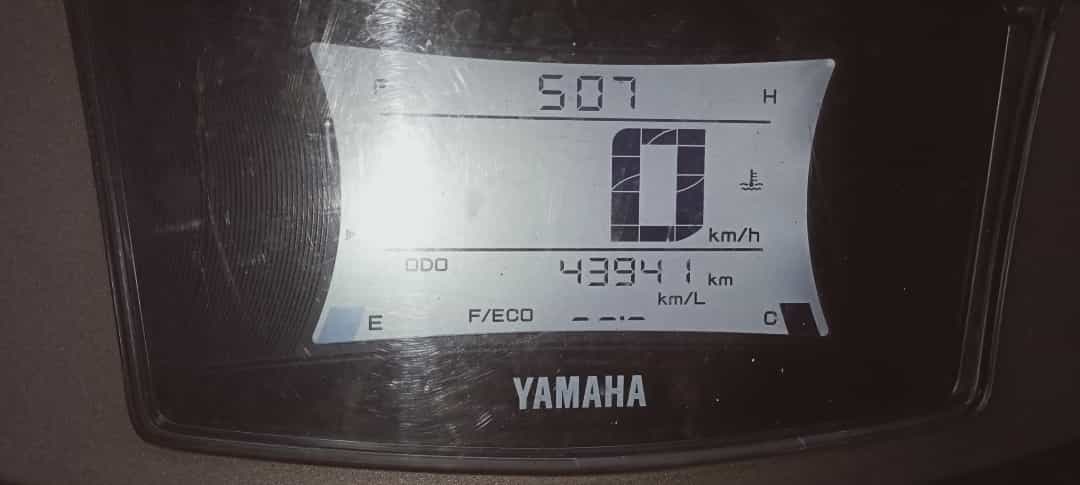 F 507 H
0 km/h
ODO 43941 km
km/L
E F/ECO --.- C
YAMAHA